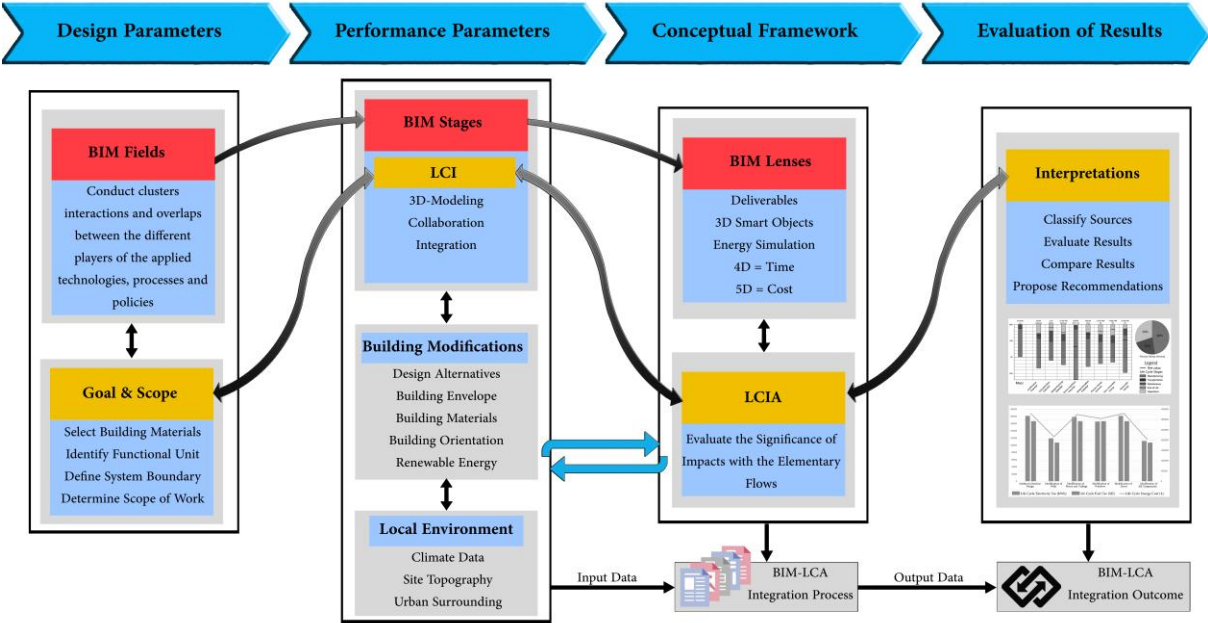 Design Parameters
Performance Parameters
Conceptual Framework
Evaluation of Results
BIM Fields
Conduct clusters
interactions and overlaps
between the different
players of the applied
technologies, processes and
policies
Goal & Scope
Select Building Materials
Identify Functional Unit
Define System Boundary
Determine Scope of Work
BIM Stages
LCI
3D-Modeling
Collaboration
Integration
Building Modifications
Design Alternatives
Building Envelope
Building Materials
Building Orientation
Renewable Energy
Local Environment
Climate Data
Site Topography
Urban Surrounding
Input Data
BIM Lenses
Deliverables
3D Smart Objects
Energy Simulation
4D = Time
5D = Cost
LCIA
Evaluate the Significance of
Impacts with the Elementary
Flows
BIM-LCA
Integration Process
Output Data
Interpretations
Classify Sources
Evaluate Results
Compare Results
Propose Recommendations
Legend
BIM-LCA
Integration Outcome